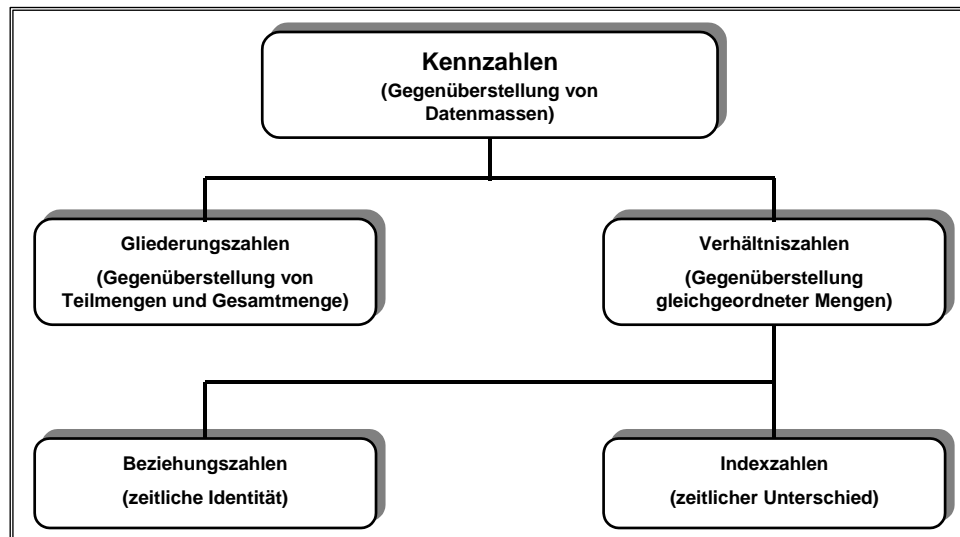 Kennzahlen
(Gegenüberstellung von
Datenmassen)
Gliederungszahlen
(Gegenüberstellung von
Teilmengen und Gesamtmenge)
Verhältniszahlen
(Gegenüberstellung
gleichgeordneter Mengen)
Beziehungszahlen
(zeitliche Identität)
Indexzahlen
(zeitlicher Unterschied)